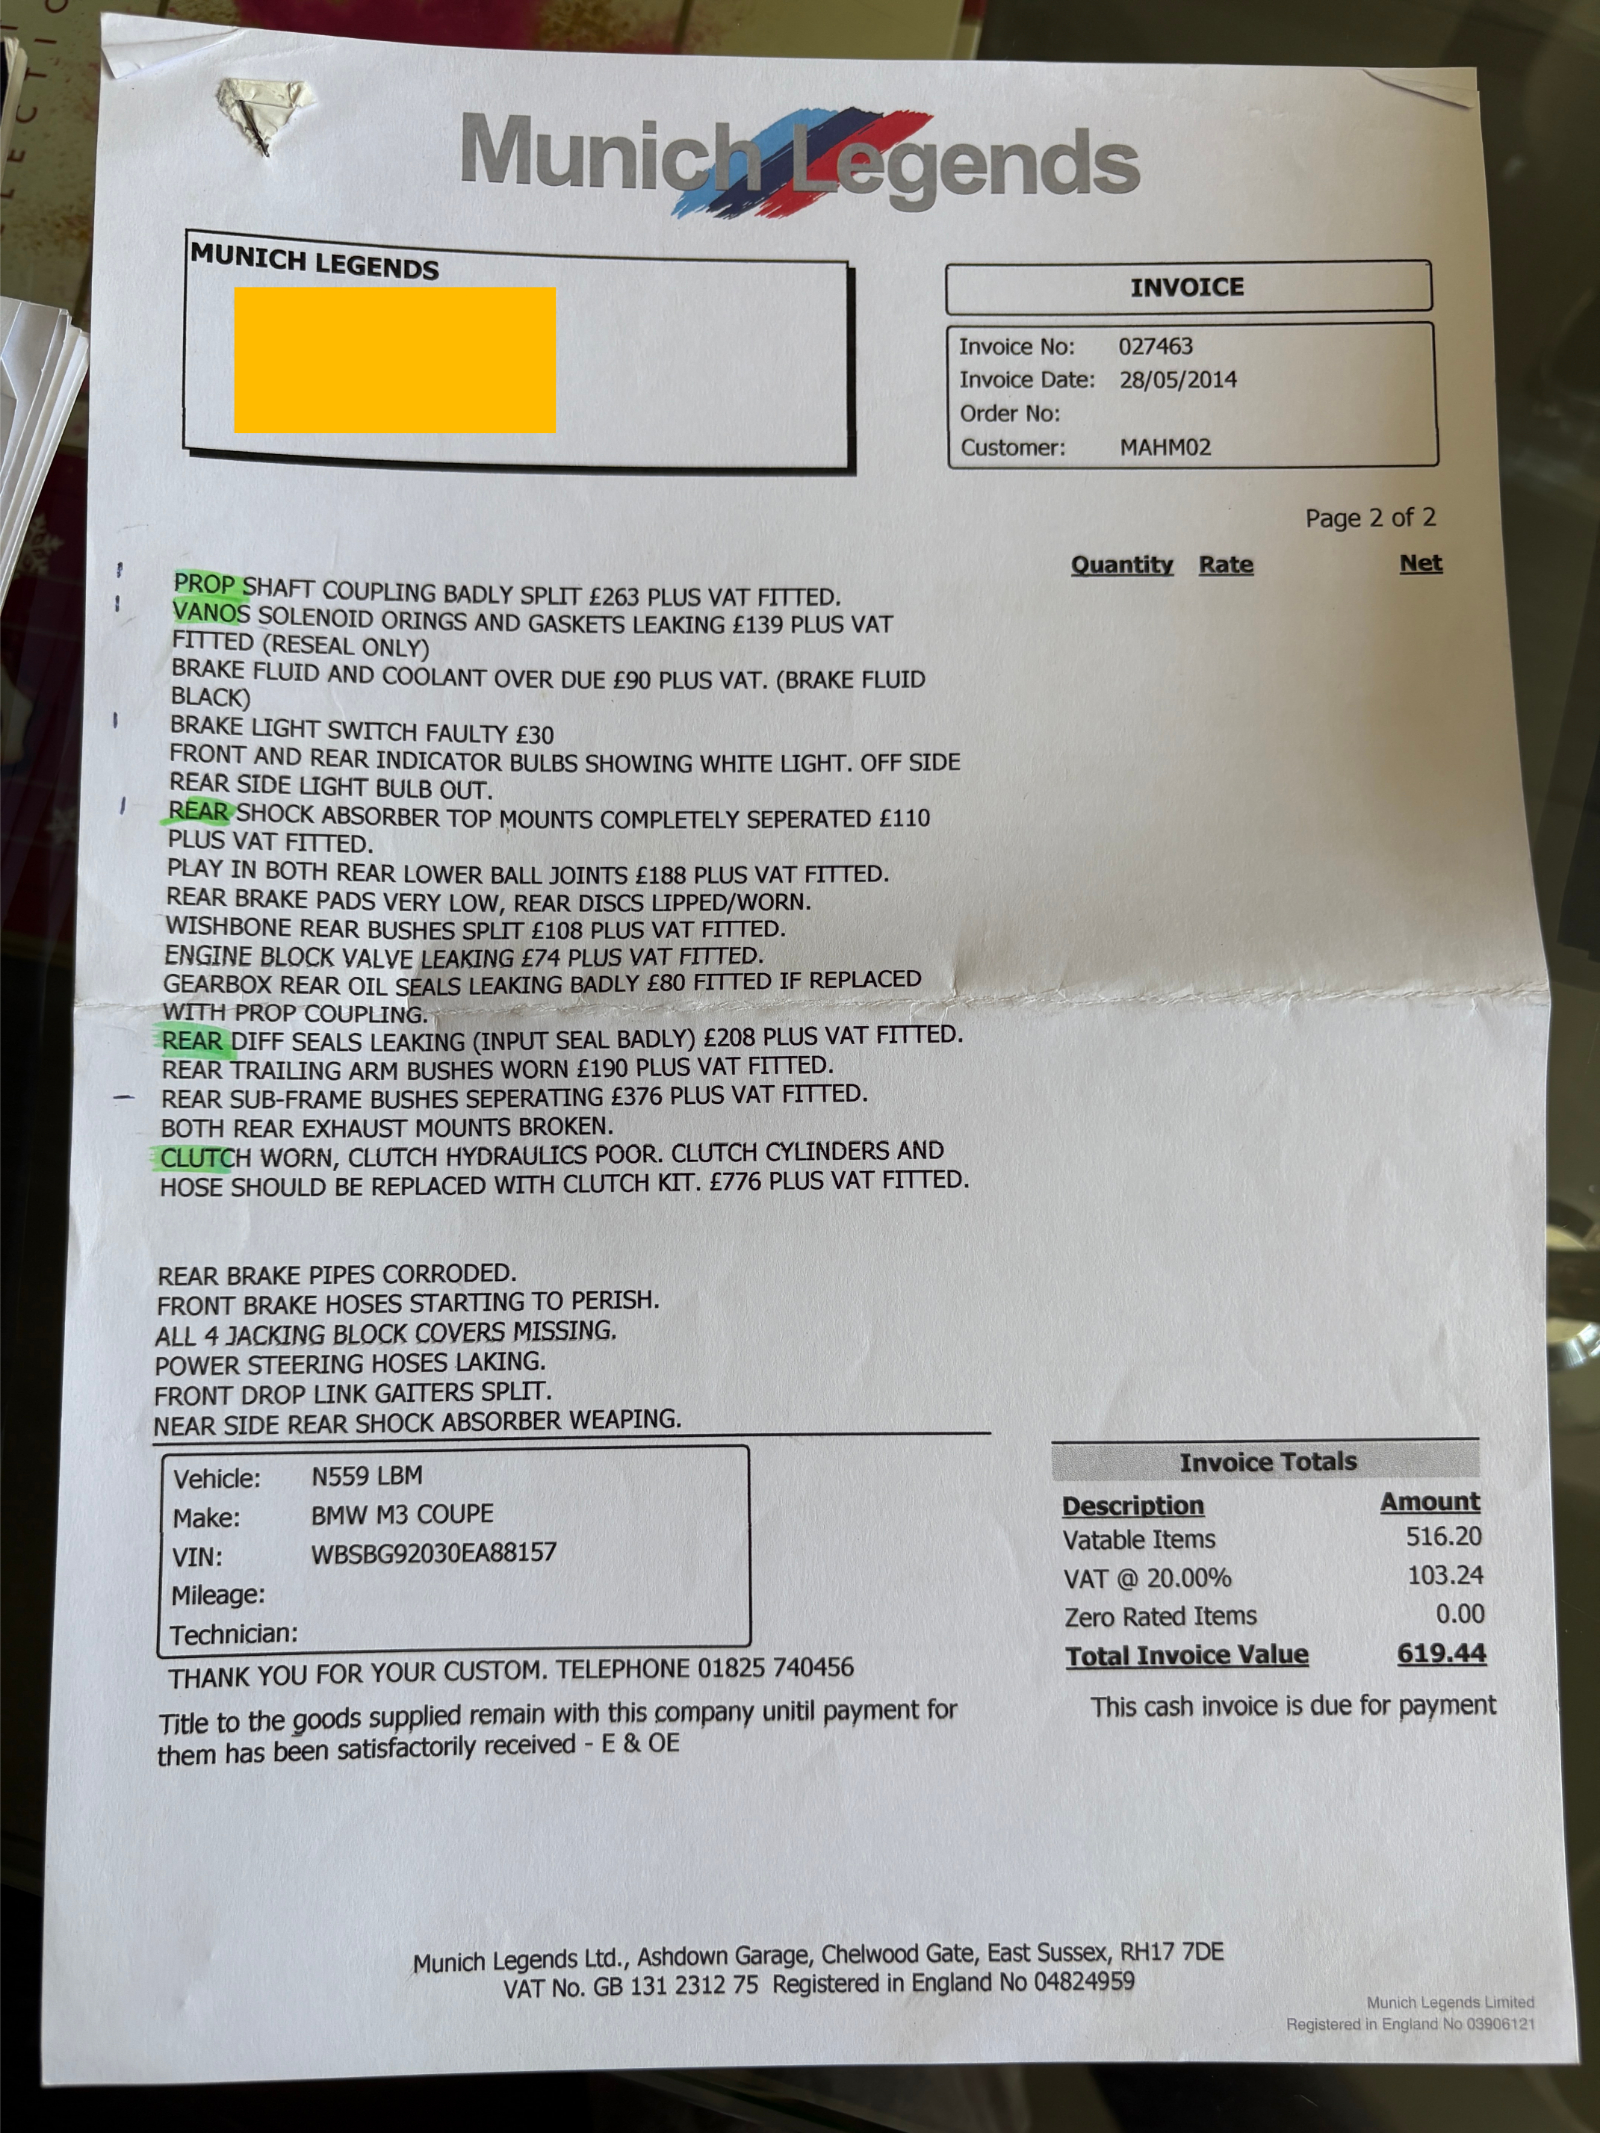 Munich Legends
MUNICH LEGENDS
INVOICE
Invoice No: 027463
Invoice Date: 28/05/2014
Order No:
Customer: MAHM02
Page 2 of 2
Quantity Rate Net
PROP SHAFT COUPLING BADLY SPLIT £263 PLUS VAT FITTED.
VANOS SOLENOID ORINGS AND GASKETS LEAKING £139 PLUS VAT
FITTED (RESEAL ONLY)
BRAKE FLUID AND COOLANT OVER DUE £90 PLUS VAT. (BRAKE FLUID
BLACK)
BRAKE LIGHT SWITCH FAULTY £30
FRONT AND REAR INDICATOR BULBS SHOWING WHITE LIGHT. OFF SIDE
REAR SIDE LIGHT BULB OUT.
REAR SHOCK ABSORBER TOP MOUNTS COMPLETELY SEPERATED £110
PLUS VAT FITTED.
PLAY IN BOTH REAR LOWER BALL JOINTS £188 PLUS VAT FITTED.
REAR BRAKE PADS VERY LOW, REAR DISCS LIPPED/WORN.
WISHBONE REAR BUSHES SPLIT £108 PLUS VAT FITTED.
ENGINE BLOCK VALVE LEAKING £74 PLUS VAT FITTED.
GEARBOX REAR OIL SEALS LEAKING BADLY £80 FITTED IF REPLACED
WITH PROP COUPLING.
REAR DIFF SEALS LEAKING (INPUT SEAL BADLY) £208 PLUS VAT FITTED.
REAR TRAILING ARM BUSHES WORN £190 PLUS VAT FITTED.
REAR SUB-FRAME BUSHES SEPERATING £376 PLUS VAT FITTED.
BOTH REAR EXHAUST MOUNTS BROKEN.
CLUTCH WORN, CLUTCH HYDRAULICS POOR. CLUTCH CYLINDERS AND
HOSE SHOULD BE REPLACED WITH CLUTCH KIT. £776 PLUS VAT FITTED.
REAR BRAKE PIPES CORRODED.
FRONT BRAKE HOSES STARTING TO PERISH.
ALL 4 JACKING BLOCK COVERS MISSING.
POWER STEERING HOSES LAKING.
FRONT DROP LINK GAITERS SPLIT.
NEAR SIDE REAR SHOCK ABSORBER WEAPING.
Vehicle: N559 LBM
Make: BMW M3 COUPE
VIN: WBSBG92030EA88157
Mileage:
Technician:
Invoice Totals
Description Amount
Vatable Items 516.20
VAT @ 20.00% 103.24
Zero Rated Items 0.00
Total Invoice Value 619.44
THANK YOU FOR YOUR CUSTOM. TELEPHONE 01825 740456
This cash invoice is due for payment
Title to the goods supplied remain with this company unitil payment for
them has been satisfactorily received - E & OE
Munich Legends Ltd., Ashdown Garage, Chelwood Gate, East Sussex, RH17 7DE
VAT No. GB 131 2312 75 Registered in England No 04824959
Munich Legends Limited
Registered in England No 03906121